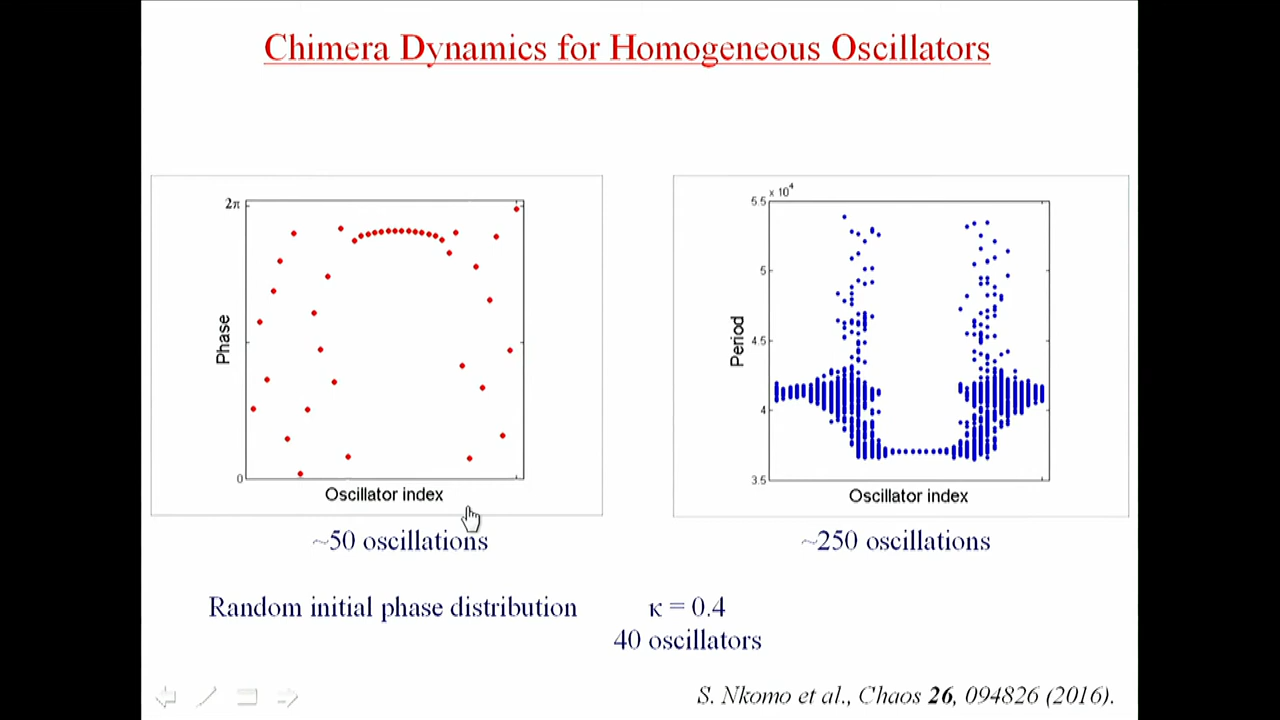 Chimera Dynamics for Homogeneous Oscillators
2π
Phase
0
Oscillator index
~50 oscillations
x 10⁴
5.5
5
4.5
4
3.5
Period
Oscillator index
~250 oscillations
Random initial phase distribution κ = 0.4
40 oscillators
S. Nkomo et al., Chaos 26, 094826 (2016).